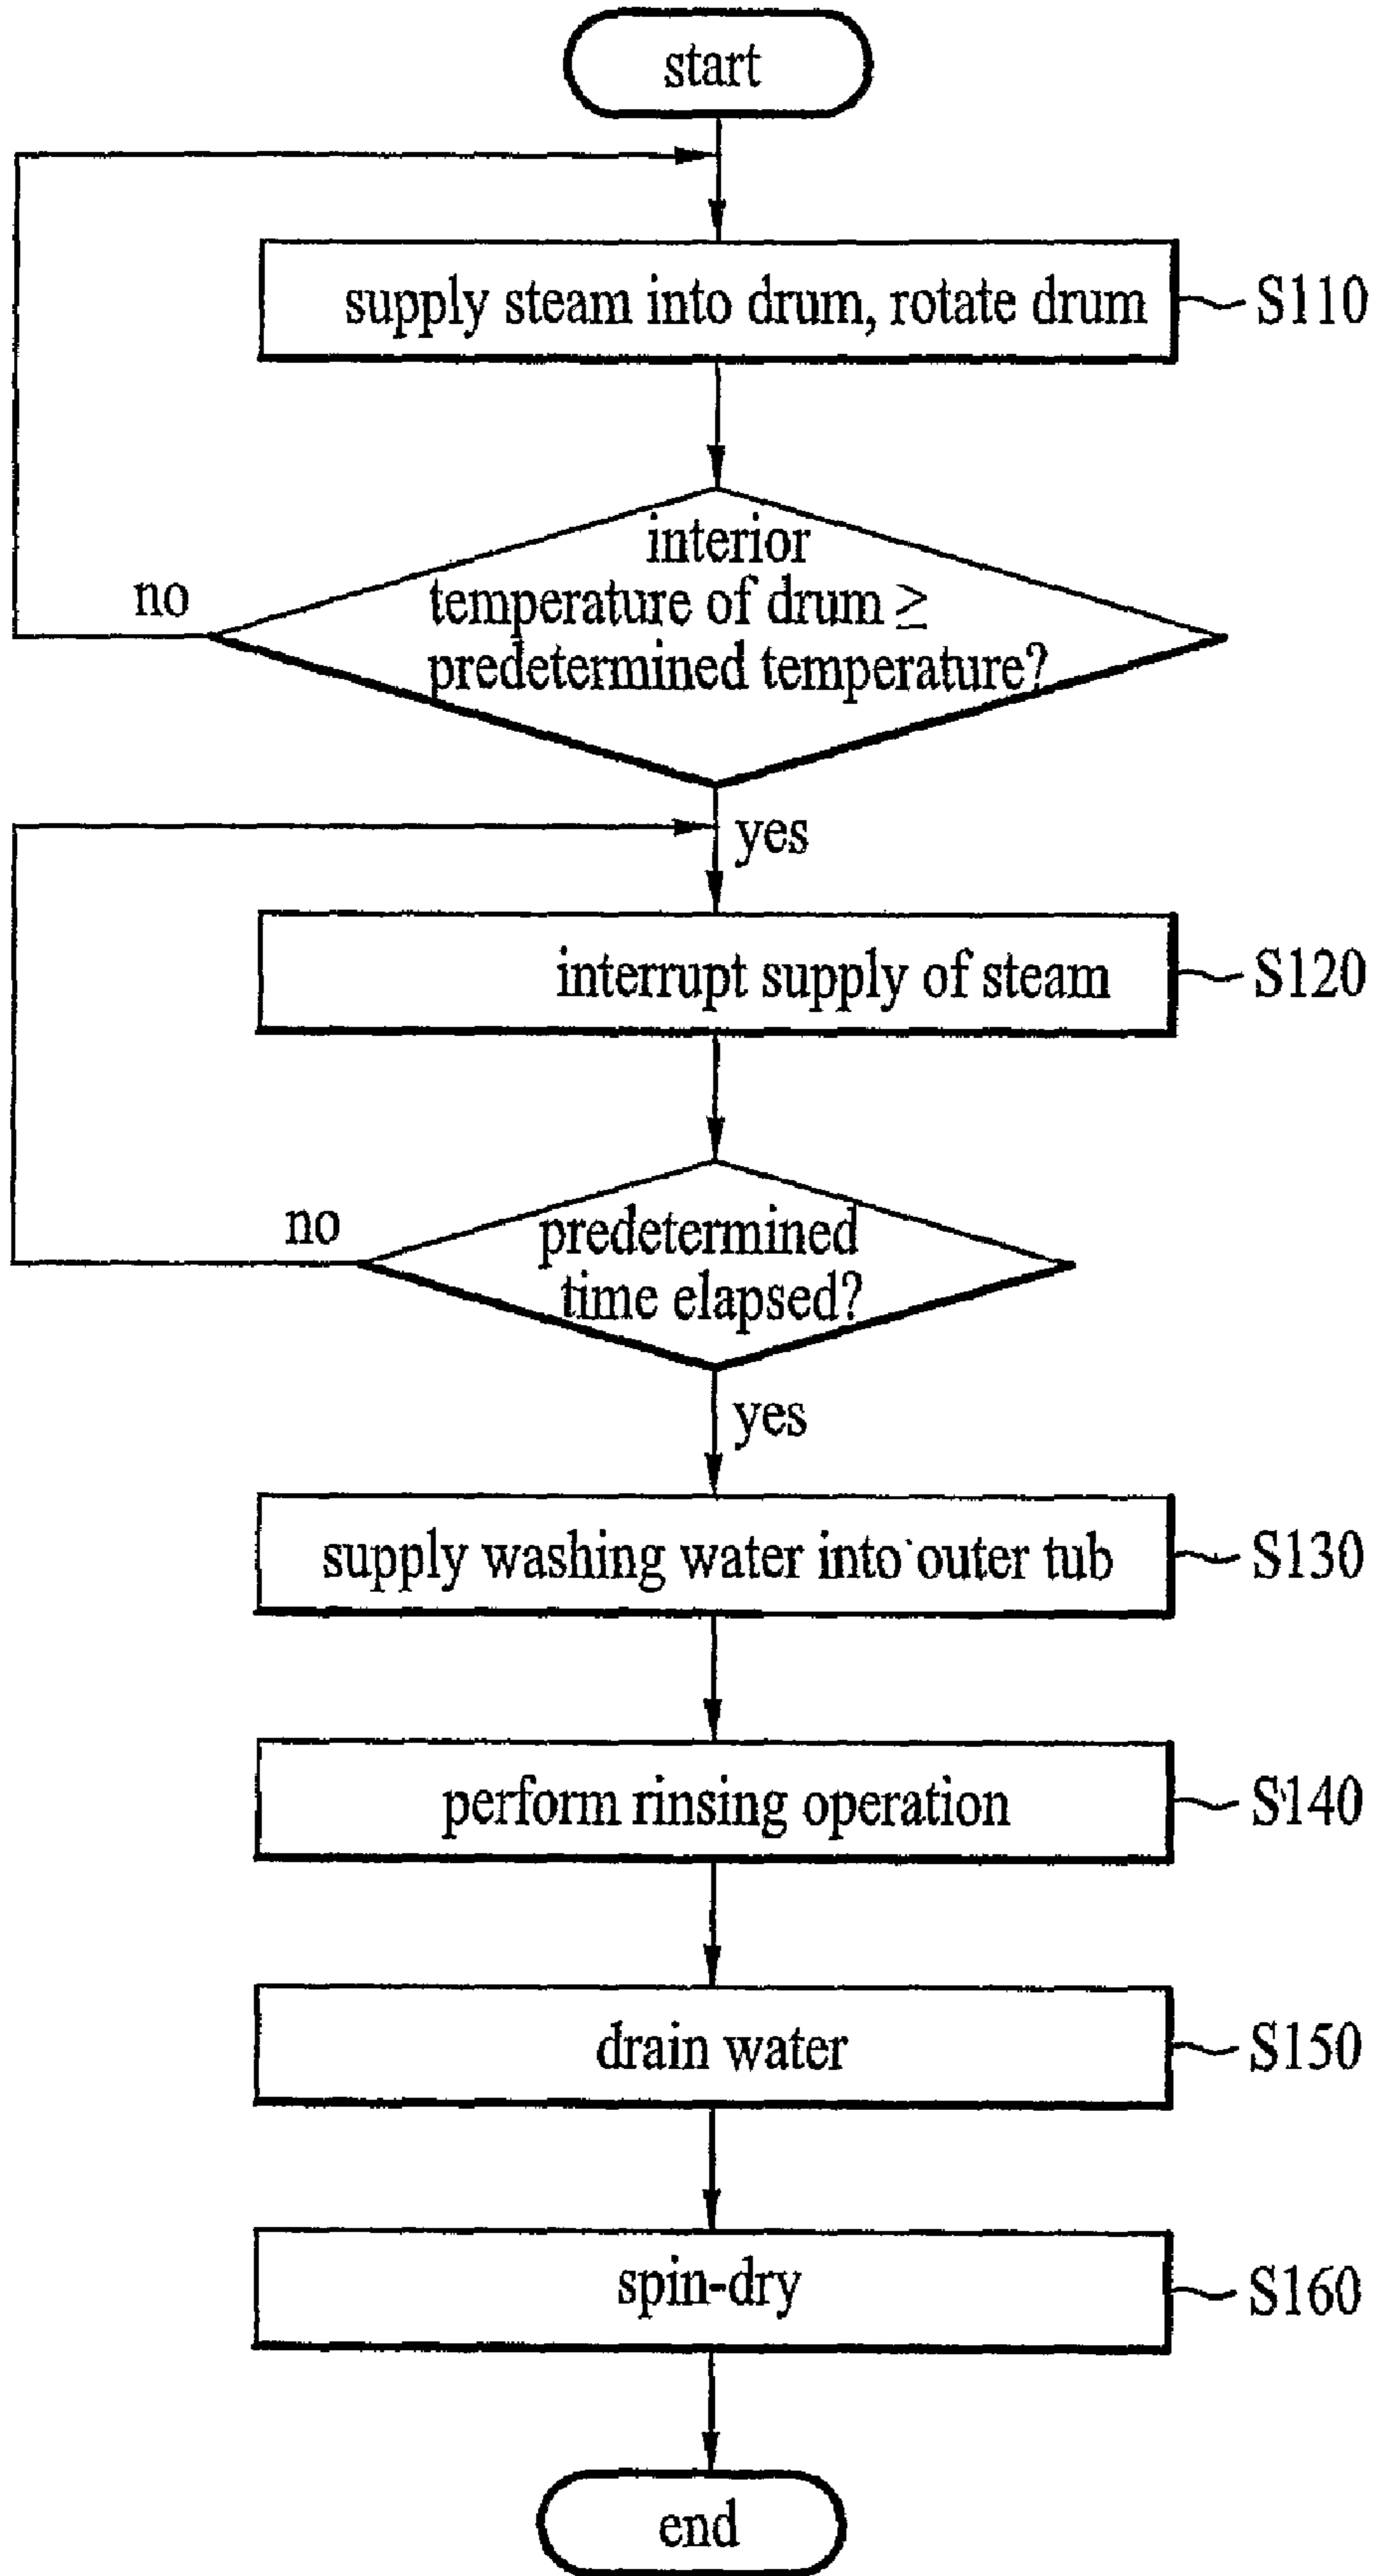 start
supply steam into drum, rotate drum
S110
interior
temperature of drum ≥
predetermined temperature?
no
yes
interrupt supply of steam
S120
predetermined
time elapsed?
no
yes
supply washing water into outer tub
S130
perform rinsing operation
S140
drain water
S150
spin-dry
S160
end